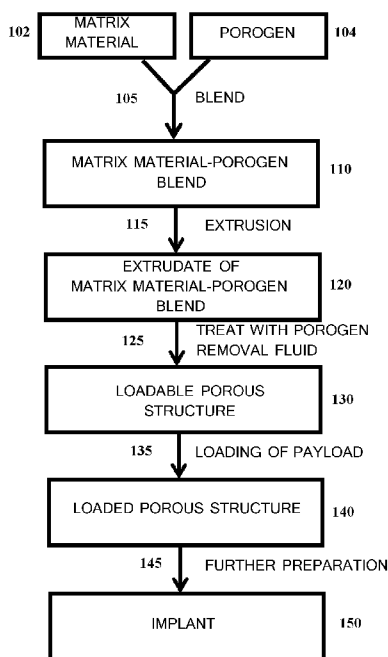 102
MATRIX
MATERIAL
POROGEN
104
105
BLEND
MATRIX MATERIAL-POROGEN
BLEND
110
115
EXTRUSION
EXTRUDATE OF
MATRIX MATERIAL-POROGEN
BLEND
120
125
TREAT WITH POROGEN
REMOVAL FLUID
LOADABLE POROUS
STRUCTURE
130
135
LOADING OF PAYLOAD
LOADED POROUS STRUCTURE
140
145
FURTHER PREPARATION
IMPLANT
150